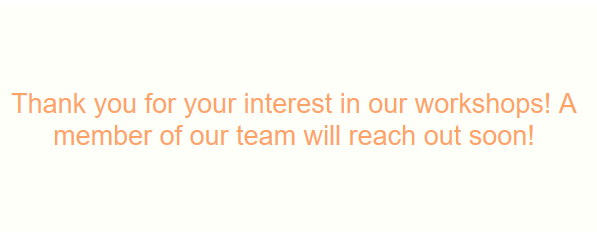 Thank you for your interest in our workshops! A
member of our team will reach out soon!